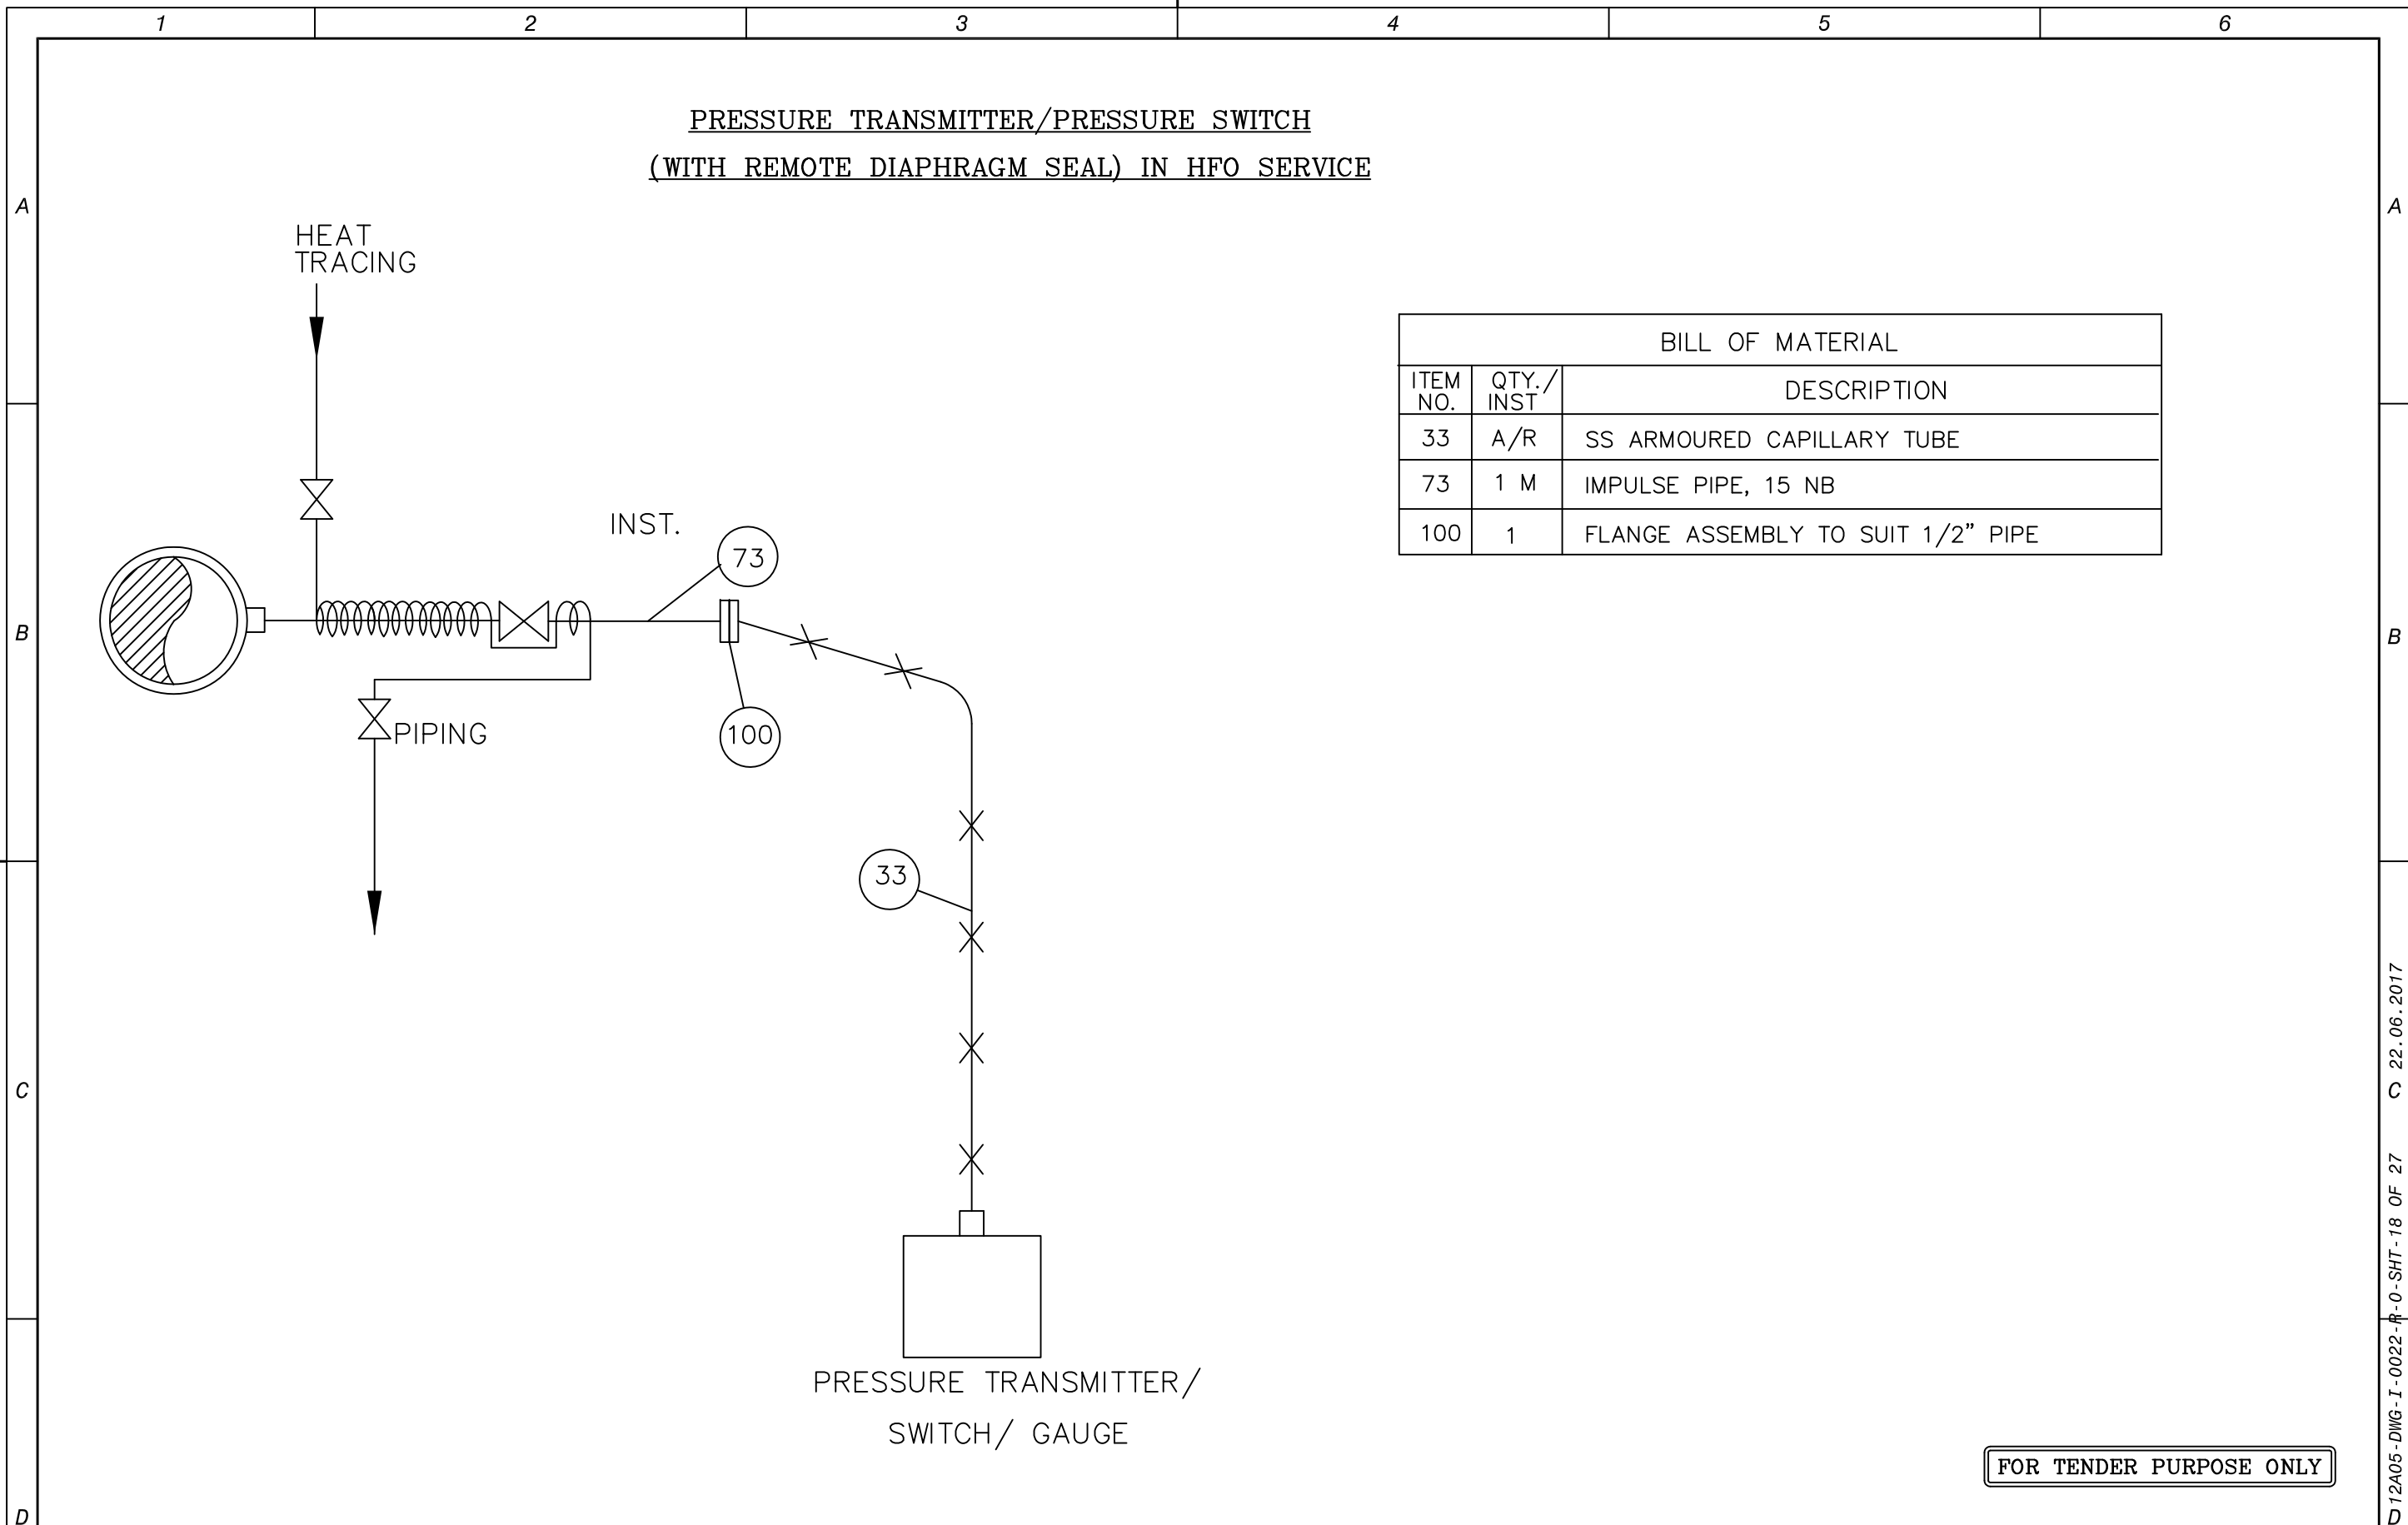 1 2 3 4 5 6
PRESSURE TRANSMITTER/PRESSURE SWITCH
(WITH REMOTE DIAPHRAGM SEAL) IN HFO SERVICE
A A
HEAT
TRACING
BILL OF MATERIAL
ITEM NO. QTY./ INST DESCRIPTION
33 A/R SS ARMOURED CAPILLARY TUBE
73 1 M IMPULSE PIPE, 15 NB
100 1 FLANGE ASSEMBLY TO SUIT 1/2” PIPE
INST.
73
B B
100
PIPING
33
C C
PRESSURE TRANSMITTER/
SWITCH/ GAUGE
FOR TENDER PURPOSE ONLY
D D
12A05-DWG-I-0022-R-0-SHT-18 OF 27
22.06.2017